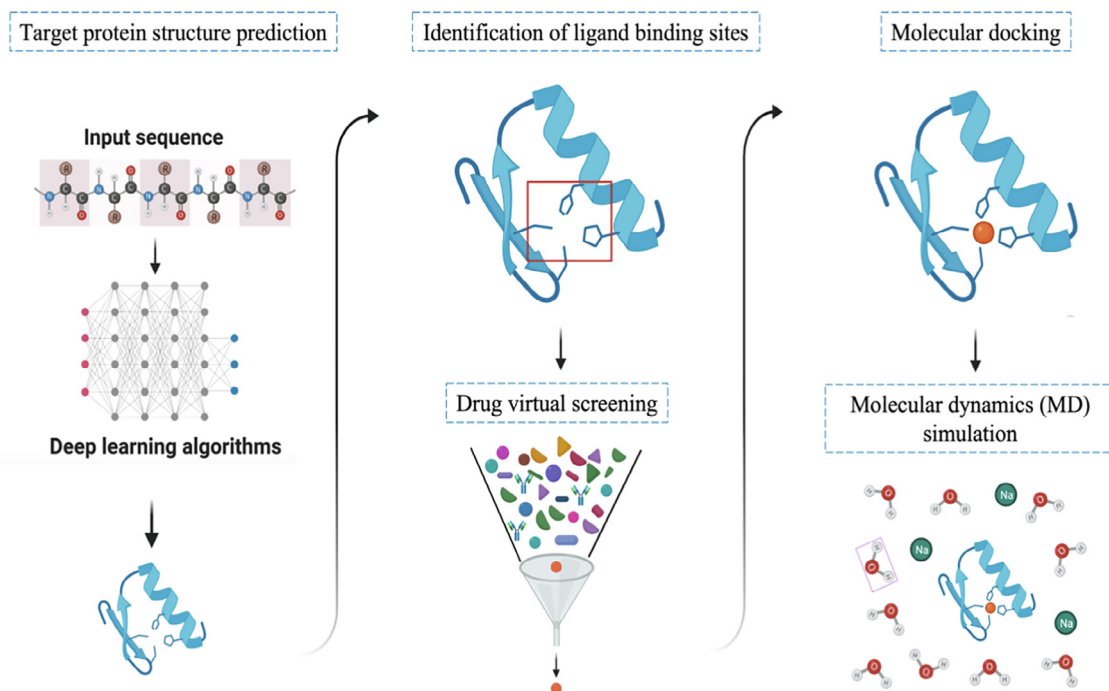 Target protein structure prediction
Input sequence
R H H O R H H O R
N C C N C C N C C N C C N C C
H H O R H H O R H H O
Deep learning algorithms
Identification of ligand binding sites
Drug virtual screening
Molecular docking
Molecular dynamics (MD)
simulation
H O H
O H H
Na
O H H
H O H
Na
O H H
H O H
Na
O H H
H H O
O H H
O H H